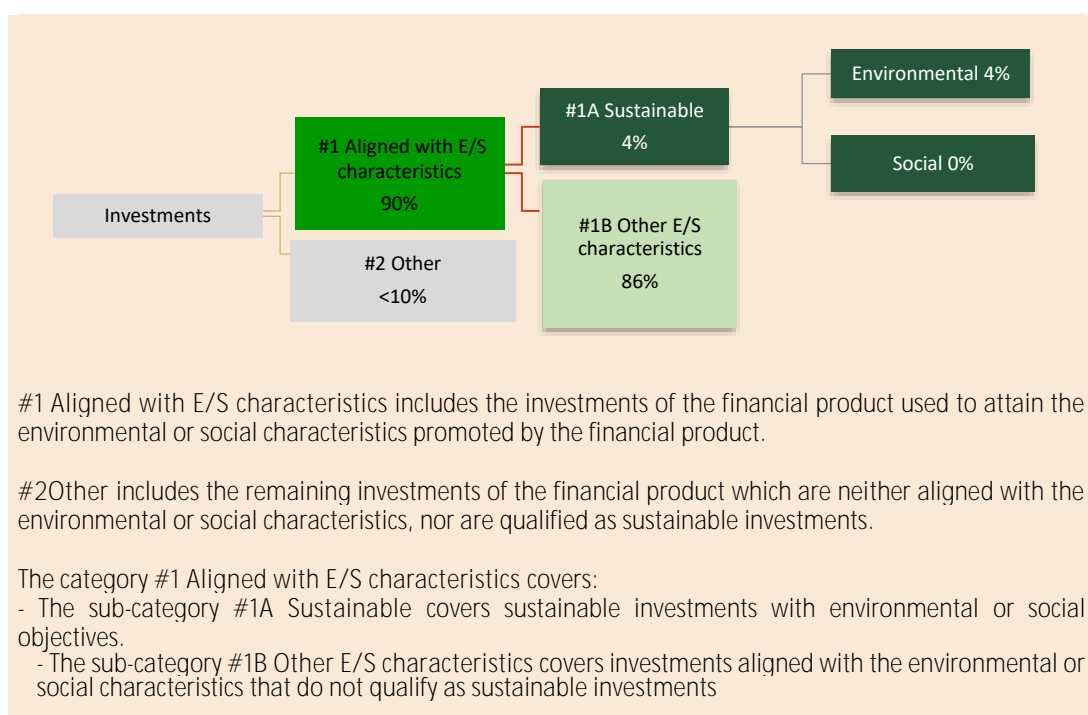 Investments
#1 Aligned with E/S
characteristics
90%
#2 Other
<10%
#1A Sustainable
4%
#1B Other E/S
characteristics
86%
Environmental 4%
Social 0%
#1 Aligned with E/S characteristics includes the investments of the financial product used to attain the
environmental or social characteristics promoted by the financial product.
#2Other includes the remaining investments of the financial product which are neither aligned with the
environmental or social characteristics, nor are qualified as sustainable investments.
The category #1 Aligned with E/S characteristics covers:
- The sub-category #1A Sustainable covers sustainable investments with environmental or social
objectives.
- The sub-category #1B Other E/S characteristics covers investments aligned with the environmental or
social characteristics that do not qualify as sustainable investments